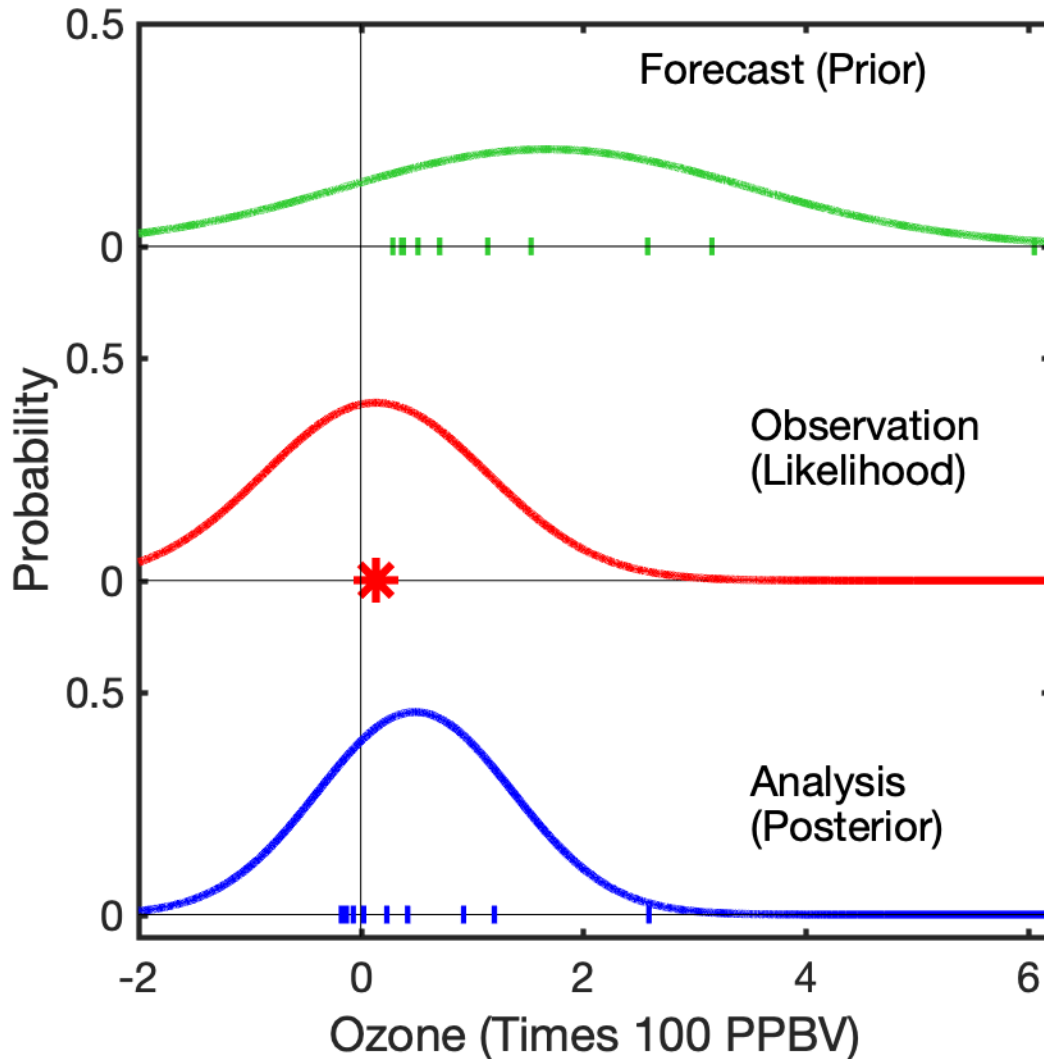 0.5
Forecast (Prior)
0
0.5
Observation
(Likelihood)
0
0.5
Analysis
(Posterior)
0
-2 0 2 4 6
Ozone (Times 100 PPBV)
Probability